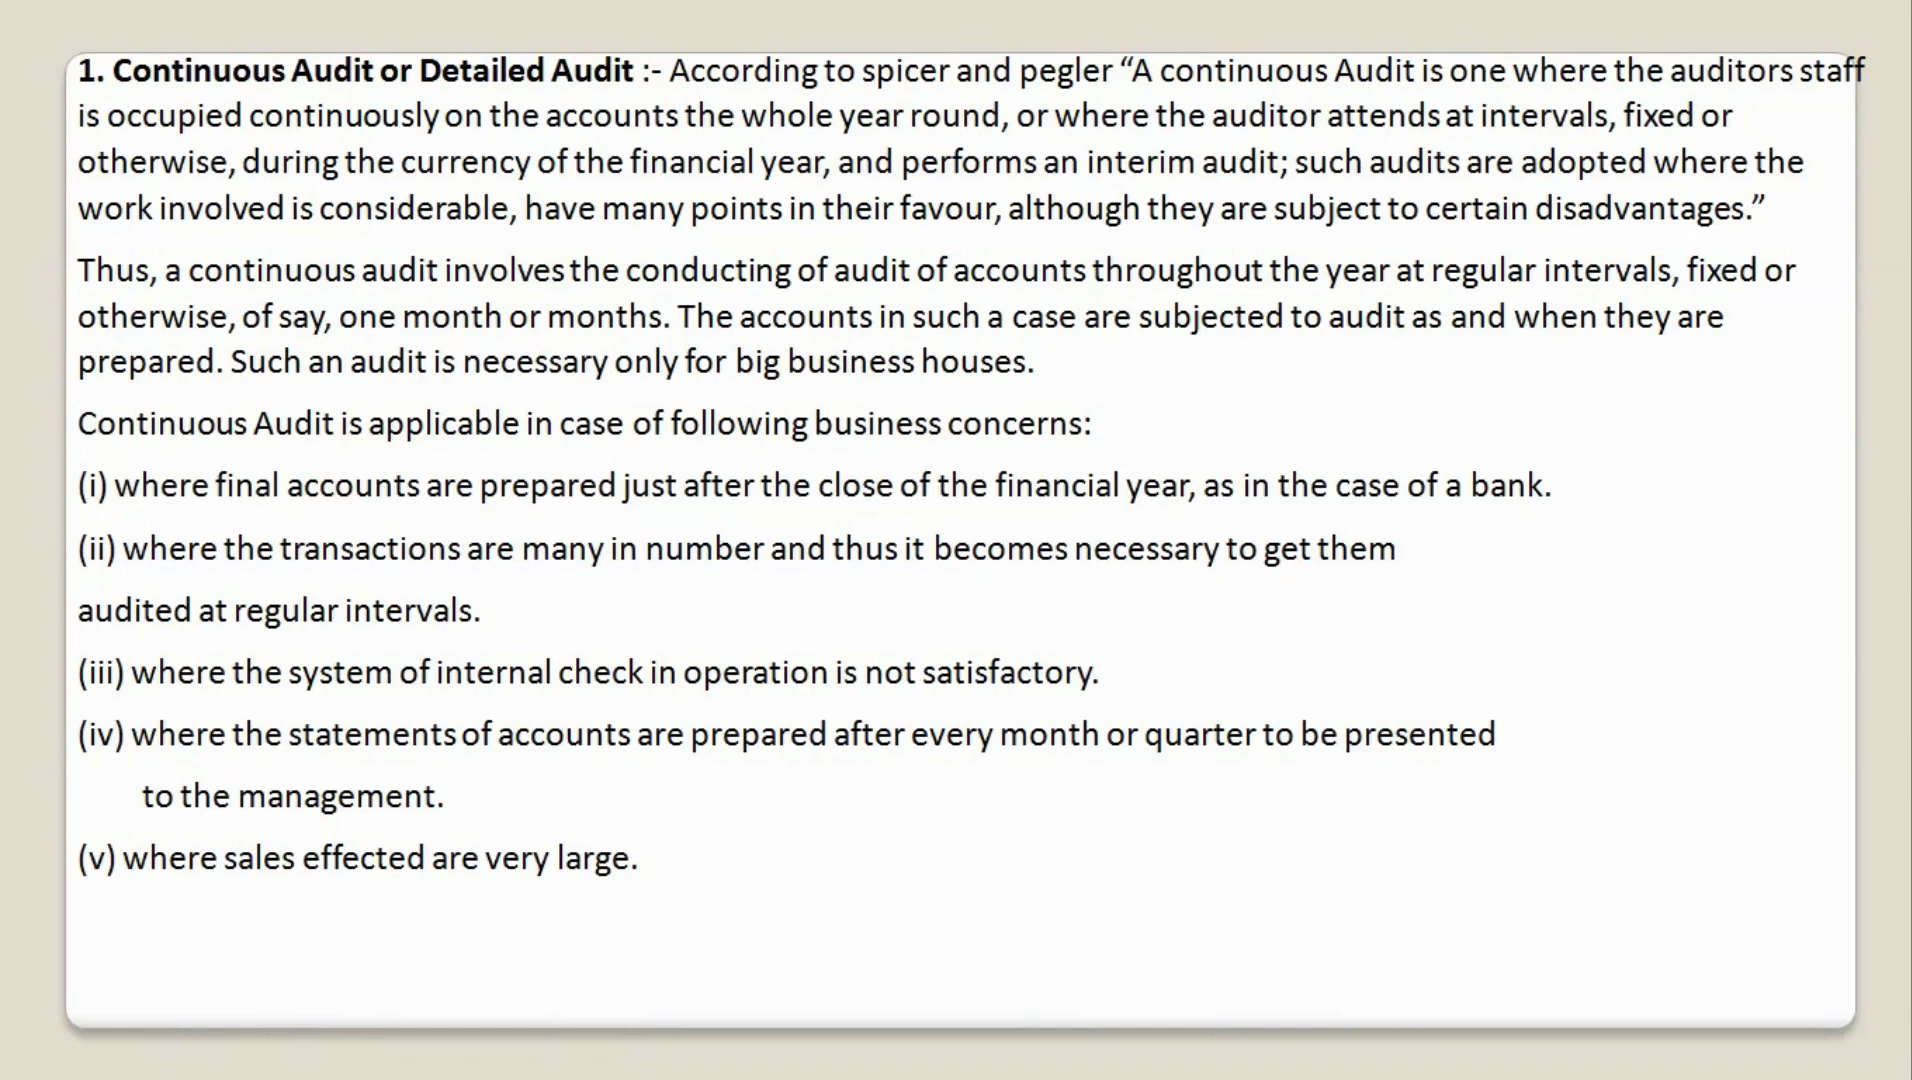 1. Continuous Audit or Detailed Audit :- According to spicer and pegler “A continuous Audit is one where the auditors staff
is occupied continuously on the accounts the whole year round, or where the auditor attends at intervals, fixed or
otherwise, during the currency of the financial year, and performs an interim audit; such audits are adopted where the
work involved is considerable, have many points in their favour, although they are subject to certain disadvantages.”
Thus, a continuous audit involves the conducting of audit of accounts throughout the year at regular intervals, fixed or
otherwise, of say, one month or months. The accounts in such a case are subjected to audit as and when they are
prepared. Such an audit is necessary only for big business houses.
Continuous Audit is applicable in case of following business concerns:
(i) where final accounts are prepared just after the close of the financial year, as in the case of a bank.
(ii) where the transactions are many in number and thus it becomes necessary to get them
audited at regular intervals.
(iii) where the system of internal check in operation is not satisfactory.
(iv) where the statements of accounts are prepared after every month or quarter to be presented
to the management.
(v) where sales effected are very large.